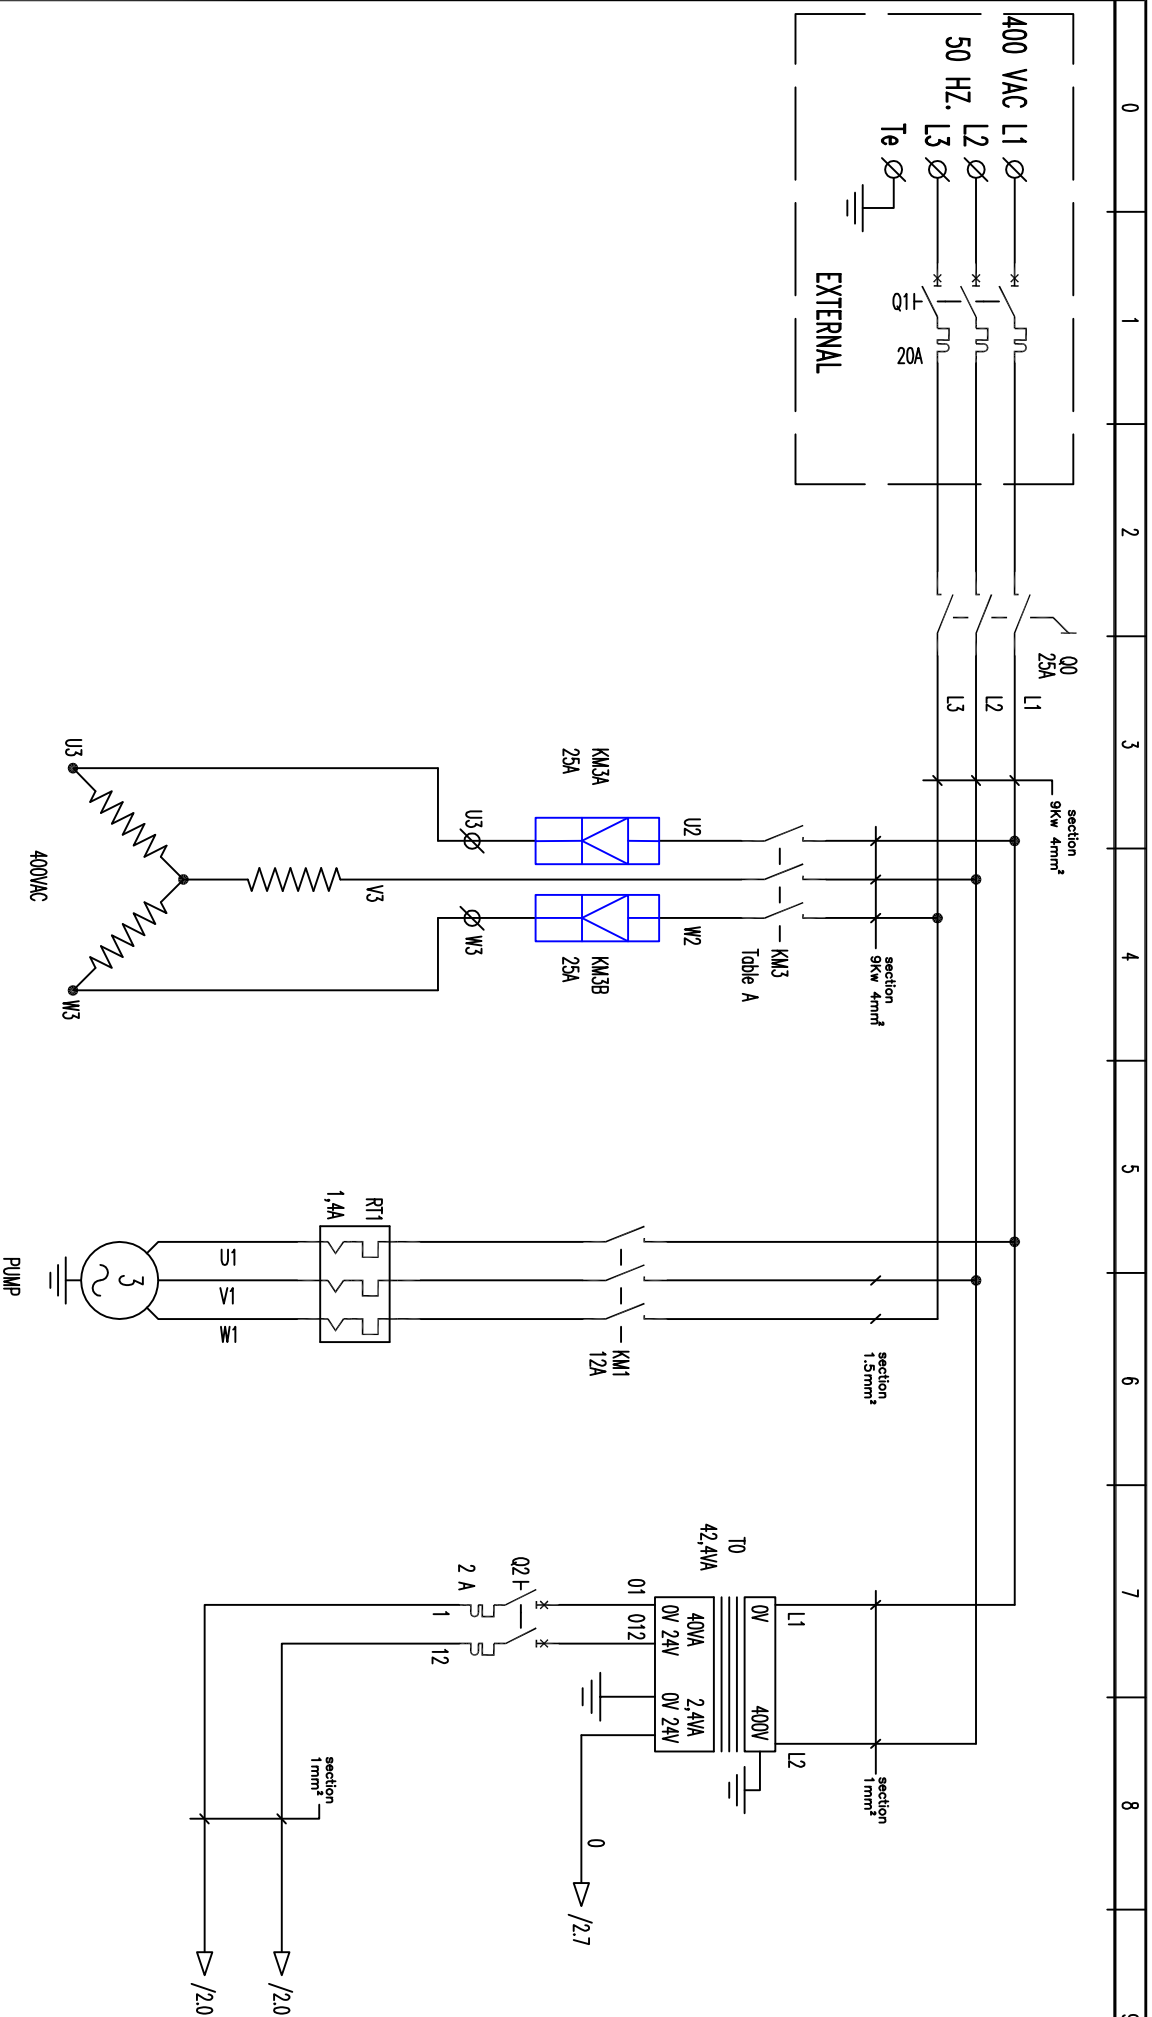 0
1
2
3
4
5
6
7
8
400 VAC L1
50 HZ. L2
L3
Te
Q1
20A
EXTERNAL
Q0
25A
L1
L2
L3
section
9Kw 4mm²
section
9Kw 4mm²
KM3
Table A
U2
W2
KM3A
25A
KM3B
25A
U3
W3
V3
U3
W3
400VAC
section
1.5mm²
KM1
12A
RT1
1,4A
U1
V1
W1
3
PUMP
section
1mm²
L1
L2
0V
400V
T0
42,4VA
40VA
2,4VA
0V 24V
0V 24V
01
012
Q2
2 A
1
12
0
/2.7
section
1mm²
/2.0
/2.0